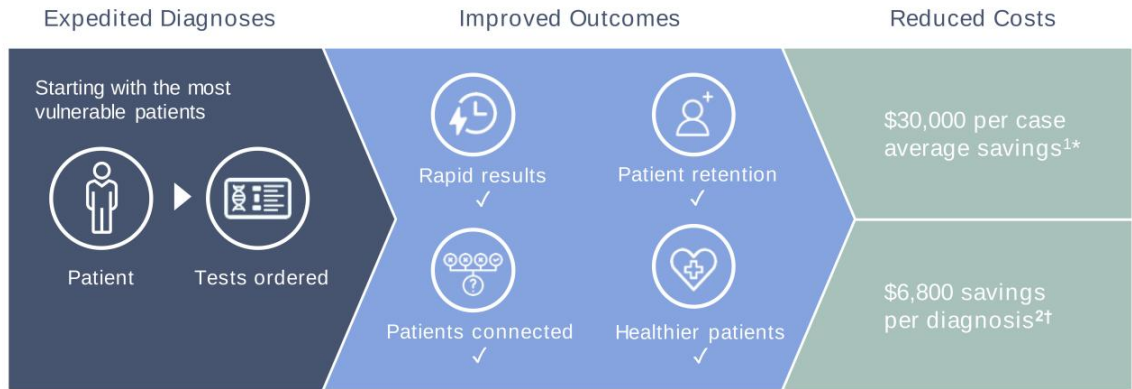 Expedited Diagnoses
Improved Outcomes
Reduced Costs
Starting with the most
vulnerable patients
Patient
Tests ordered
Rapid results
✓
Patient retention
✓
?
Patients connected
✓
Healthier patients
✓
$30,000 per case
average savings¹*
$6,800 savings
per diagnosis²†